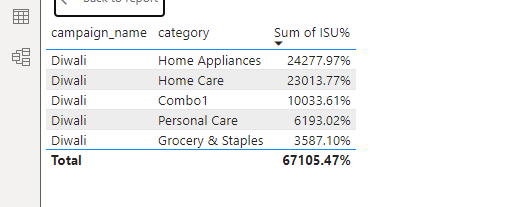 Back to report
campaign_name category Sum of ISU%
Diwali Home Appliances 24277.97%
Diwali Home Care 23013.77%
Diwali Combo1 10033.61%
Diwali Personal Care 6193.02%
Diwali Grocery & Staples 3587.10%
Total 67105.47%